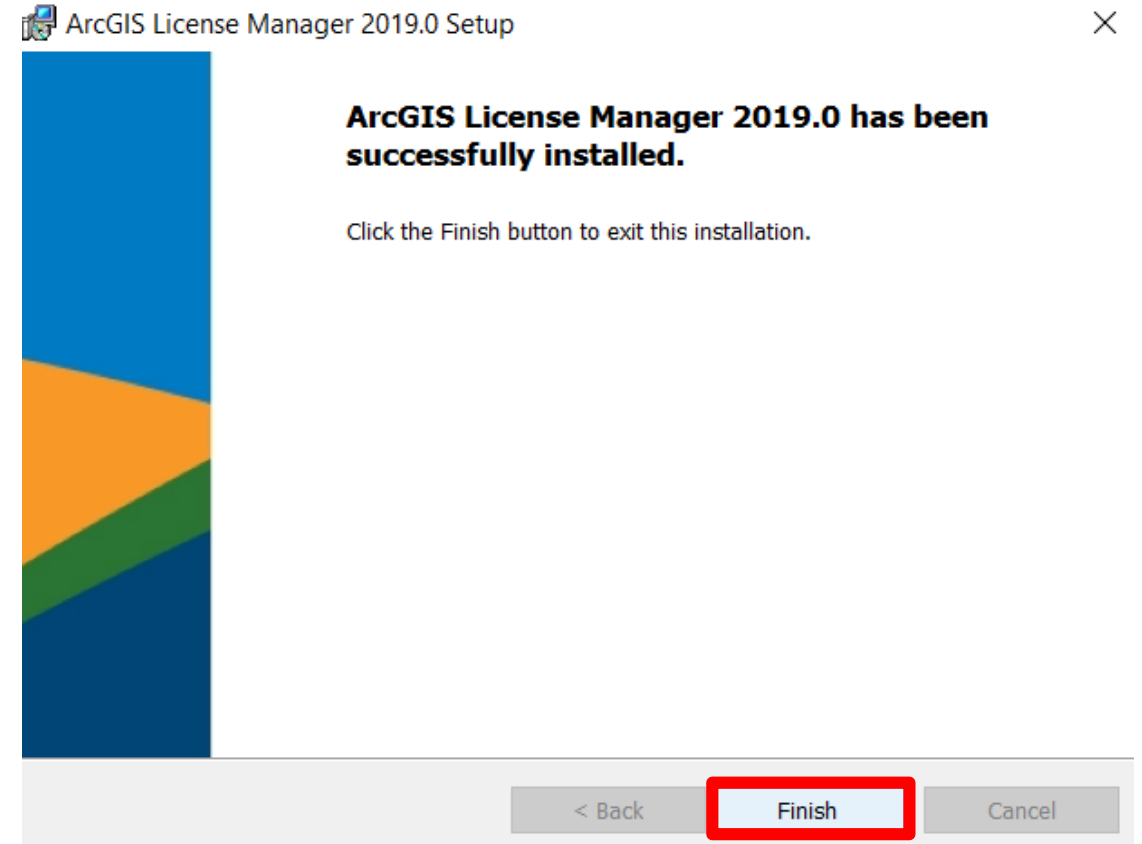 ArcGIS License Manager 2019.0 Setup
ArcGIS License Manager 2019.0 has been
successfully installed.
Click the Finish button to exit this installation.
< Back
Finish
Cancel